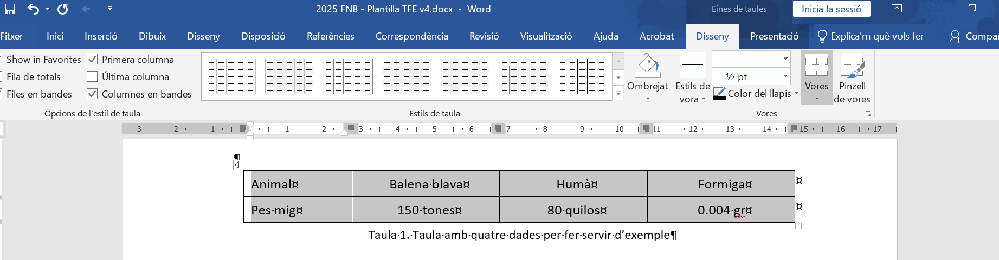 2025 FNB - Plantilla TFE v4.docx - Word
Eines de taules
Inicia la sessió
Fitxer Inici Inserció Dibuix Disseny Disposició Referències Correspondència Revisió Visualització Ajuda Acrobat Disseny Presentació Explica'm què vols fer
Show in Favorites Primera columna
Fila de totals Última columna
Files en bandes Columnes en bandes
Opcions de l'estil de taula
Estils de taula
Ombrejat
Estils de vora
½ pt
Color del llapis
Vores
Pinzell de vores
Vores
3 2 1 1 2 3 4 5 6 7 8 9 10 11 12 13 14 15 16 17
¶
Animal¤ Balena·blava¤ Humà¤ Formiga¤ ¤
Pes·mig¤ 150·tones¤ 80·quilos¤ 0.004·gr¤ ¤
Taula·1.·Taula·amb·quatre·dades·per·fer·servir·d’exemple¶